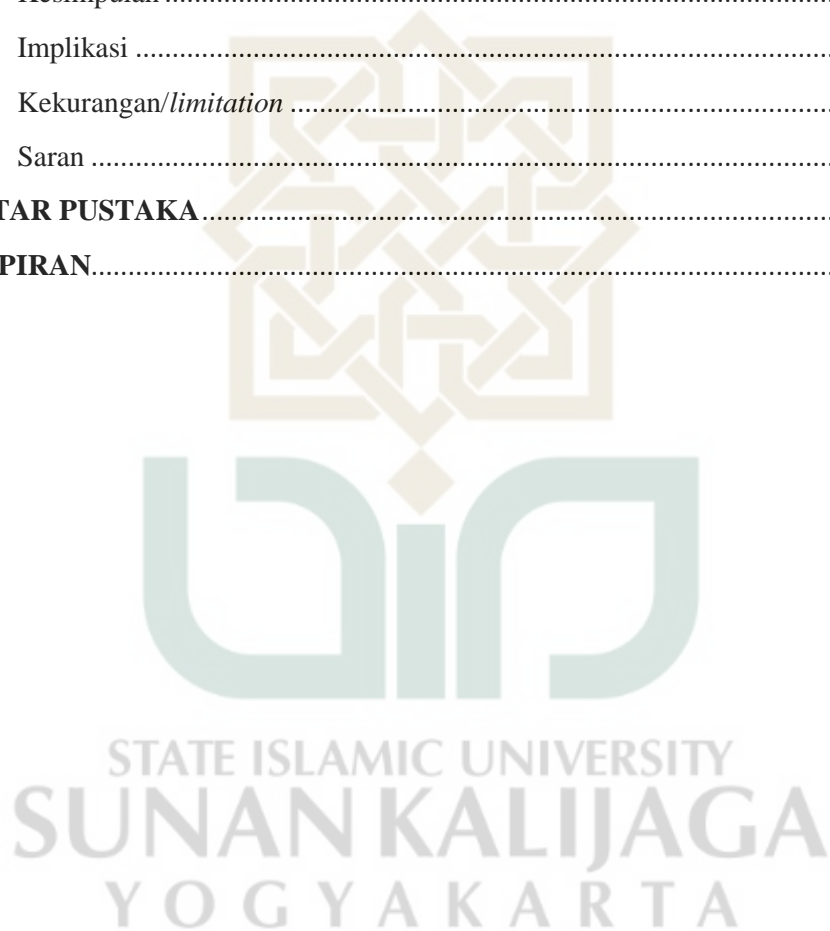 Implikasi ..........................................................................................
Kekurangan/limitation ..........................................................................................
Saran ..........................................................................................
TAR PUSTAKA..........................................................................................
PIRAN..........................................................................................
STATE ISLAMIC UNIVERSITY
SUNAN KALIJAGA
YOGYAKARTA